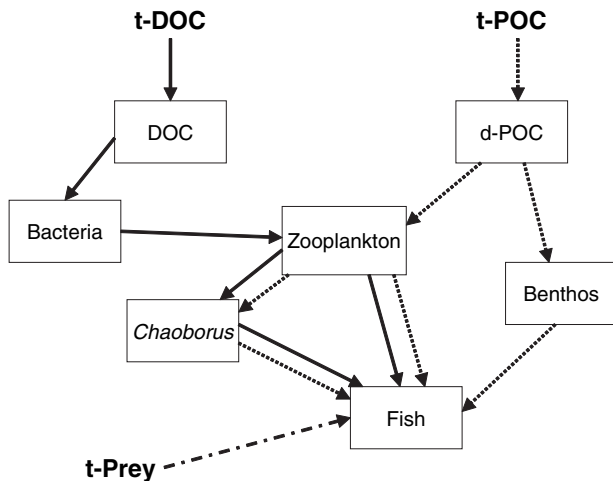 t-DOC
t-POC
DOC
d-POC
Bacteria
Zooplankton
Benthos
Chaoborus
Fish
t-Prey